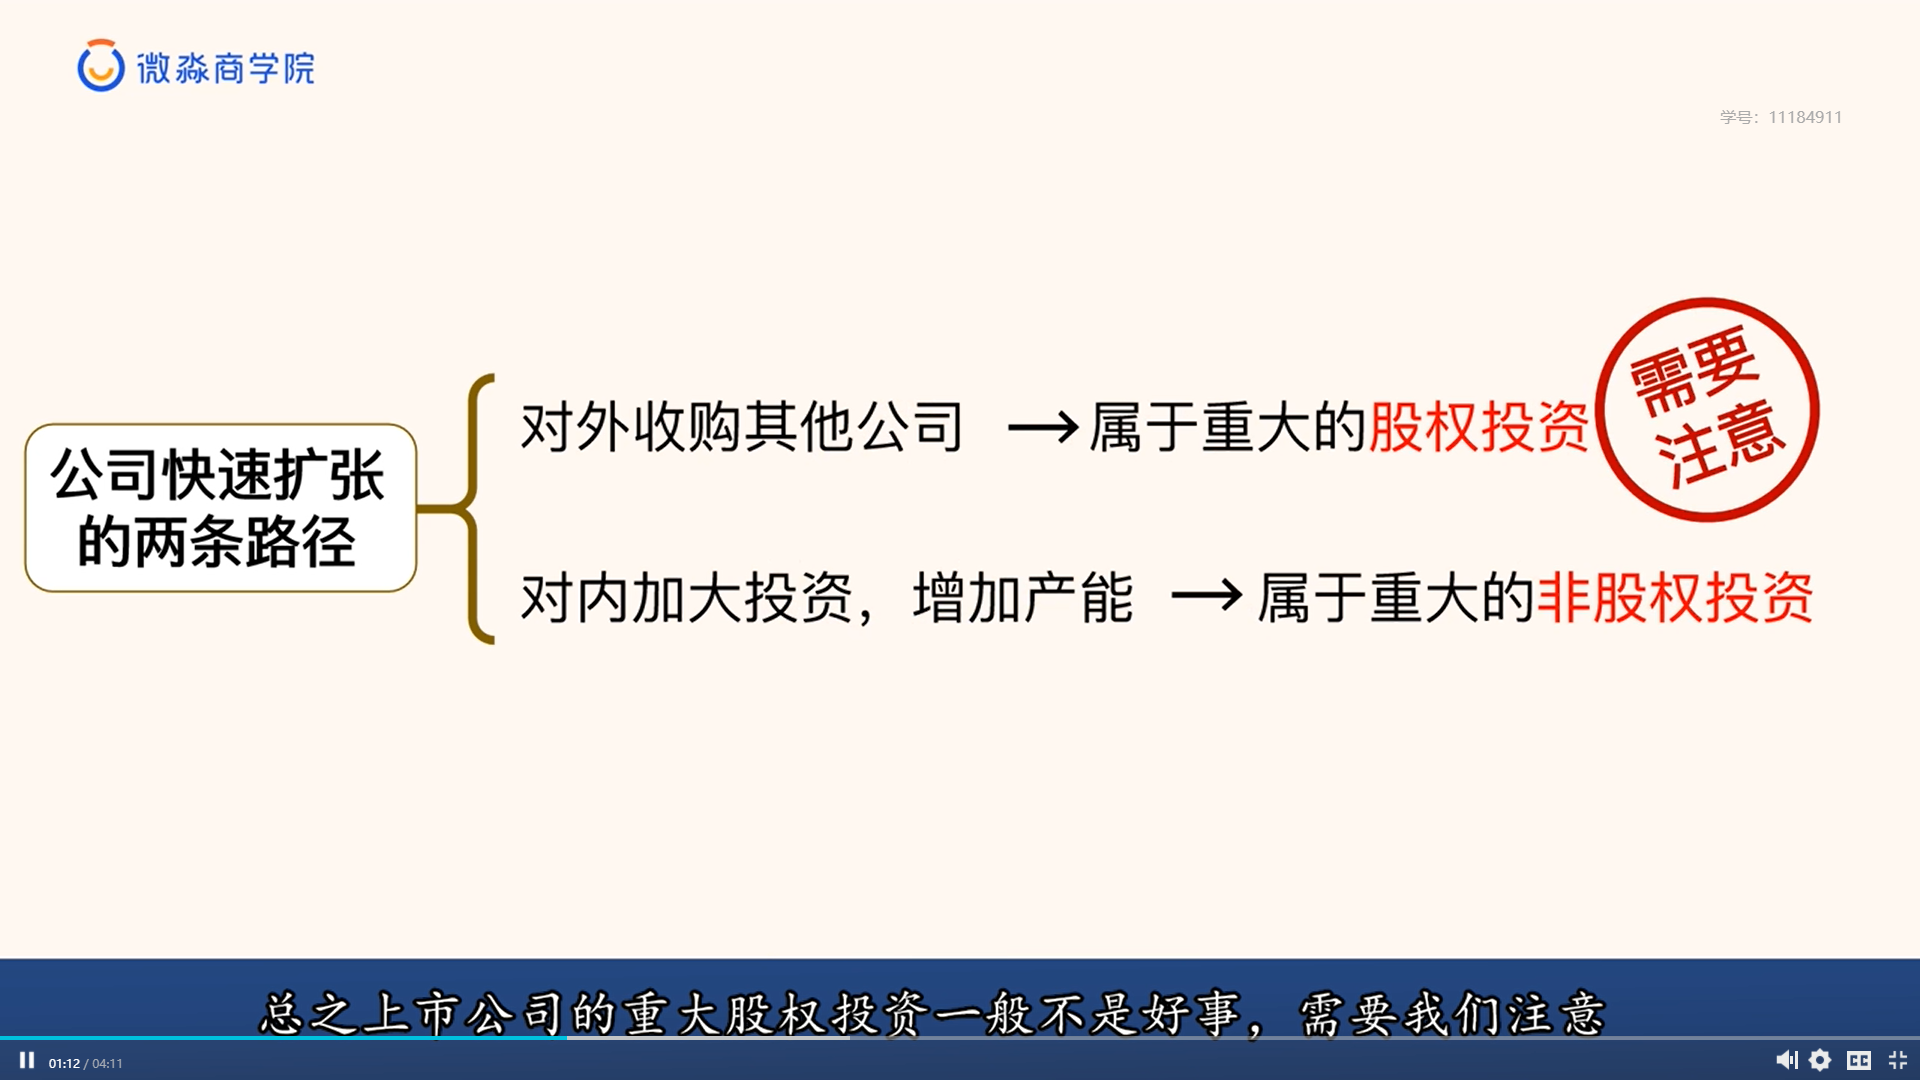 微淼商学院
学号：11184911
公司快速扩张
的两条路径
对外收购其他公司 →属于重大的股权投资
需要
注意
对内加大投资，增加产能 →属于重大的非股权投资
总之上市公司的重大股权投资一般不是好事，需要我们注意
01:12 / 04:11
CC